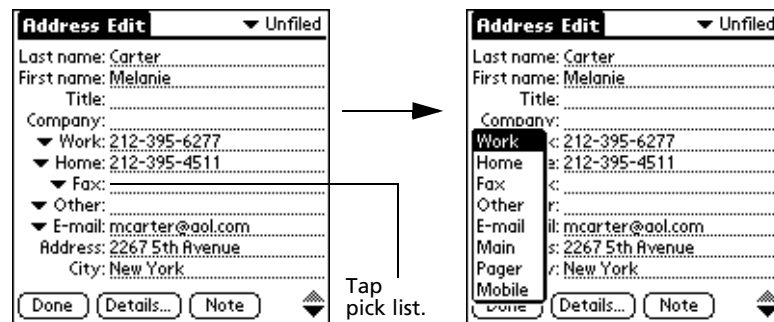 Address Edit Unfiled
Last name: Carter
First name: Melanie
Title:
Company:
Work: 212-395-6277
Home: 212-395-4511
Fax:
Other:
E-mail: mcarter@aol.com
Address: 2267 5th Avenue
City: New York
Done Details... Note
Tap
pick list.
Address Edit Unfiled
Last name: Carter
First name: Melanie
Title:
Company:
Work k: 212-395-6277
Home e: 212-395-4511
Fax <:
Other r:
E-mail il: mcarter@aol.com
Main s: 2267 5th Avenue
Pager y: New York
Mobile
Done Details... Note